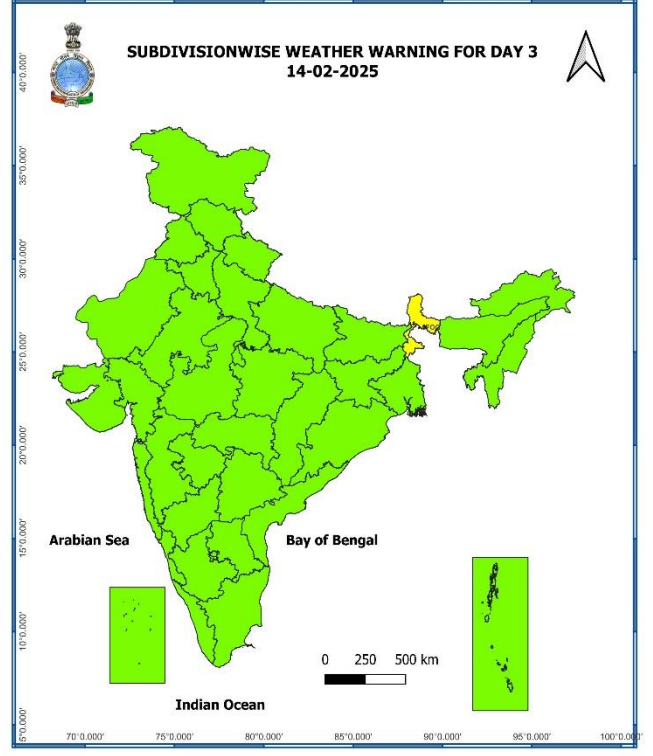 SUBDIVISIONWISE WEATHER WARNING FOR DAY 3
14-02-2025
40°0.000'
35°0.000'
30°0.000'
25°0.000'
20°0.000'
15°0.000'
10°0.000'
5°0.000'
Arabian Sea
Bay of Bengal
0 250 500 km
Indian Ocean
70°0.000' 75°0.000' 80°0.000' 85°0.000' 90°0.000' 95°0.000' 100°0.000'